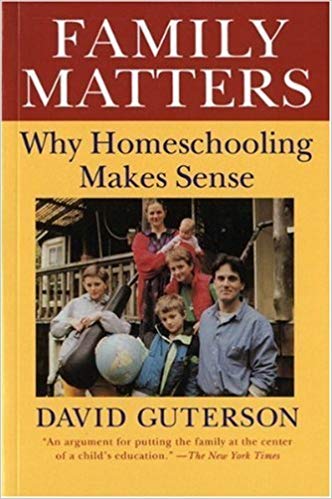 FAMILY
MATTERS
Why Homeschooling
Makes Sense
DAVID GUTERSON
"An argument for putting the family at the center
of a child's education." —The New York Times